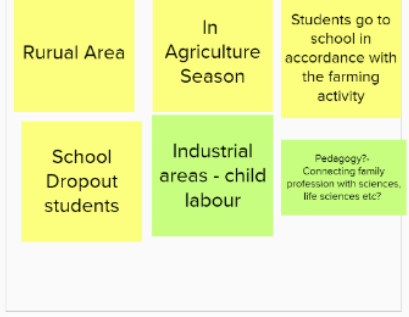 Rurual Area
In
Agriculture
Season
Students go to
school in
accordance with
the farming
activity
School
Dropout
students
Industrial
areas - child
labour
Pedagogy?-
Connecting family
profession with sciences,
life sciences etc?